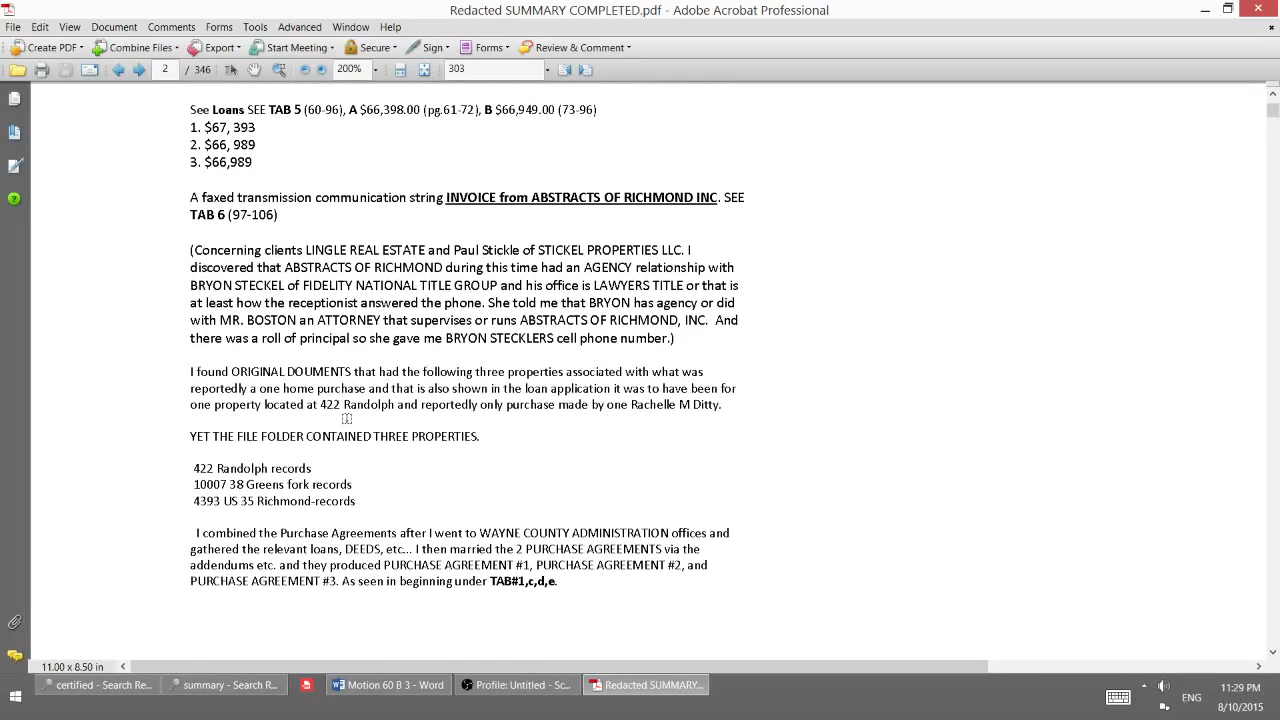 Redacted SUMMARY COMPLETED.pdf - Adobe Acrobat Professional
File Edit View Document Comments Forms Tools Advanced Window Help
Create PDF Combine Files Export Start Meeting Secure Sign Forms Review & Comment
2 / 346 200% 303
See Loans SEE TAB 5 (60-96), A $66,398.00 (pg.61-72), B $66,949.00 (73-96)
1. $67, 393
2. $66, 989
3. $66,989
A faxed transmission communication string INVOICE from ABSTRACTS OF RICHMOND INC. SEE
TAB 6 (97-106)
(Concerning clients LINGLE REAL ESTATE and Paul Stickle of STICKEL PROPERTIES LLC. I
discovered that ABSTRACTS OF RICHMOND during this time had an AGENCY relationship with
BRYON STECKEL of FIDELITY NATIONAL TITLE GROUP and his office is LAWYERS TITLE or that is
at least how the receptionist answered the phone. She told me that BRYON has agency or did
with MR. BOSTON an ATTORNEY that supervises or runs ABSTRACTS OF RICHMOND, INC. And
there was a roll of principal so she gave me BRYON STECKLERS cell phone number.)
I found ORIGINAL DOUMENTS that had the following three properties associated with what was
reportedly a one home purchase and that is also shown in the loan application it was to have been for
one property located at 422 Randolph and reportedly only purchase made by one Rachelle M Ditty.
YET THE FILE FOLDER CONTAINED THREE PROPERTIES.
422 Randolph records
10007 38 Greens fork records
4393 US 35 Richmond-records
I combined the Purchase Agreements after I went to WAYNE COUNTY ADMINISTRATION offices and
gathered the relevant loans, DEEDS, etc... I then married the 2 PURCHASE AGREEMENTS via the
addendums etc. and they produced PURCHASE AGREEMENT #1, PURCHASE AGREEMENT #2, and
PURCHASE AGREEMENT #3. As seen in beginning under TAB#1,c,d,e.
11.00 x 8.50 in
certified - Search Re... summary - Search R... Motion 60 B 3 - Word Profile: Untitled - Sc... Redacted SUMMARY... ENG 11:29 PM
8/10/2015